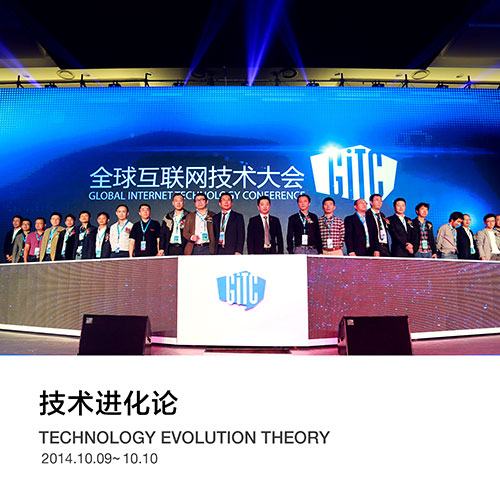 全球互联网技术大会
GLOBAL INTERNET TECHNOLOGY CONFERENCE
GiTC
GiTC
技术进化论
TECHNOLOGY EVOLUTION THEORY
2014.10.09~10.10